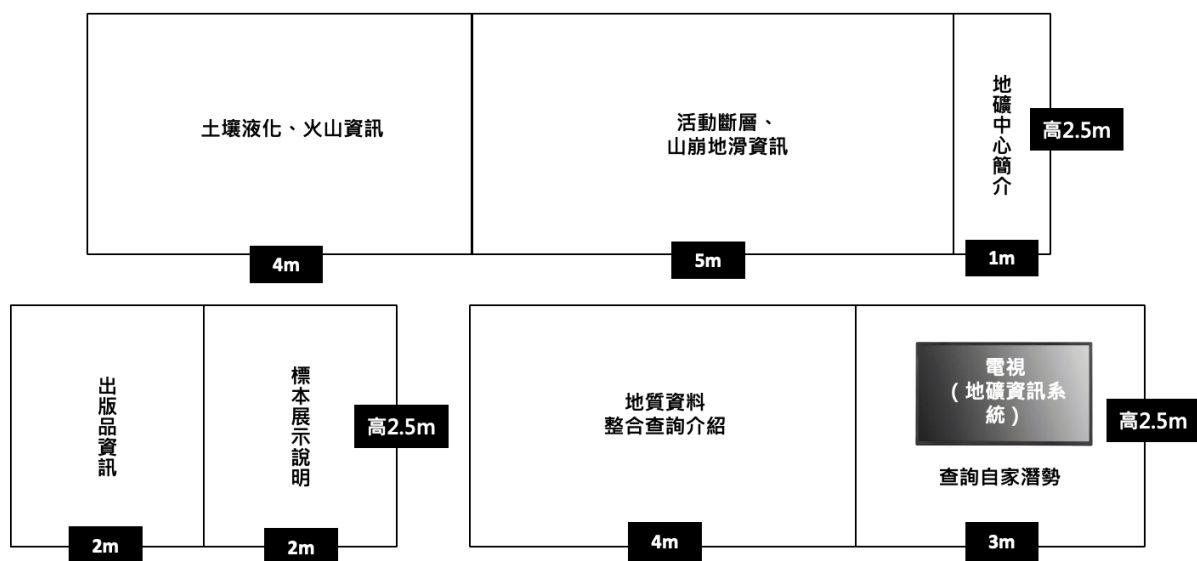 土壤液化、火山資訊
活動斷層、
山崩地滑資訊
地礦中心簡介
高2.5m
4m
5m
1m
出版品資訊
標本展示說明
高2.5m
地質資料
整合查詢介紹
電視
（地礦資訊系
統）
查詢自家潛勢
高2.5m
2m
2m
4m
3m